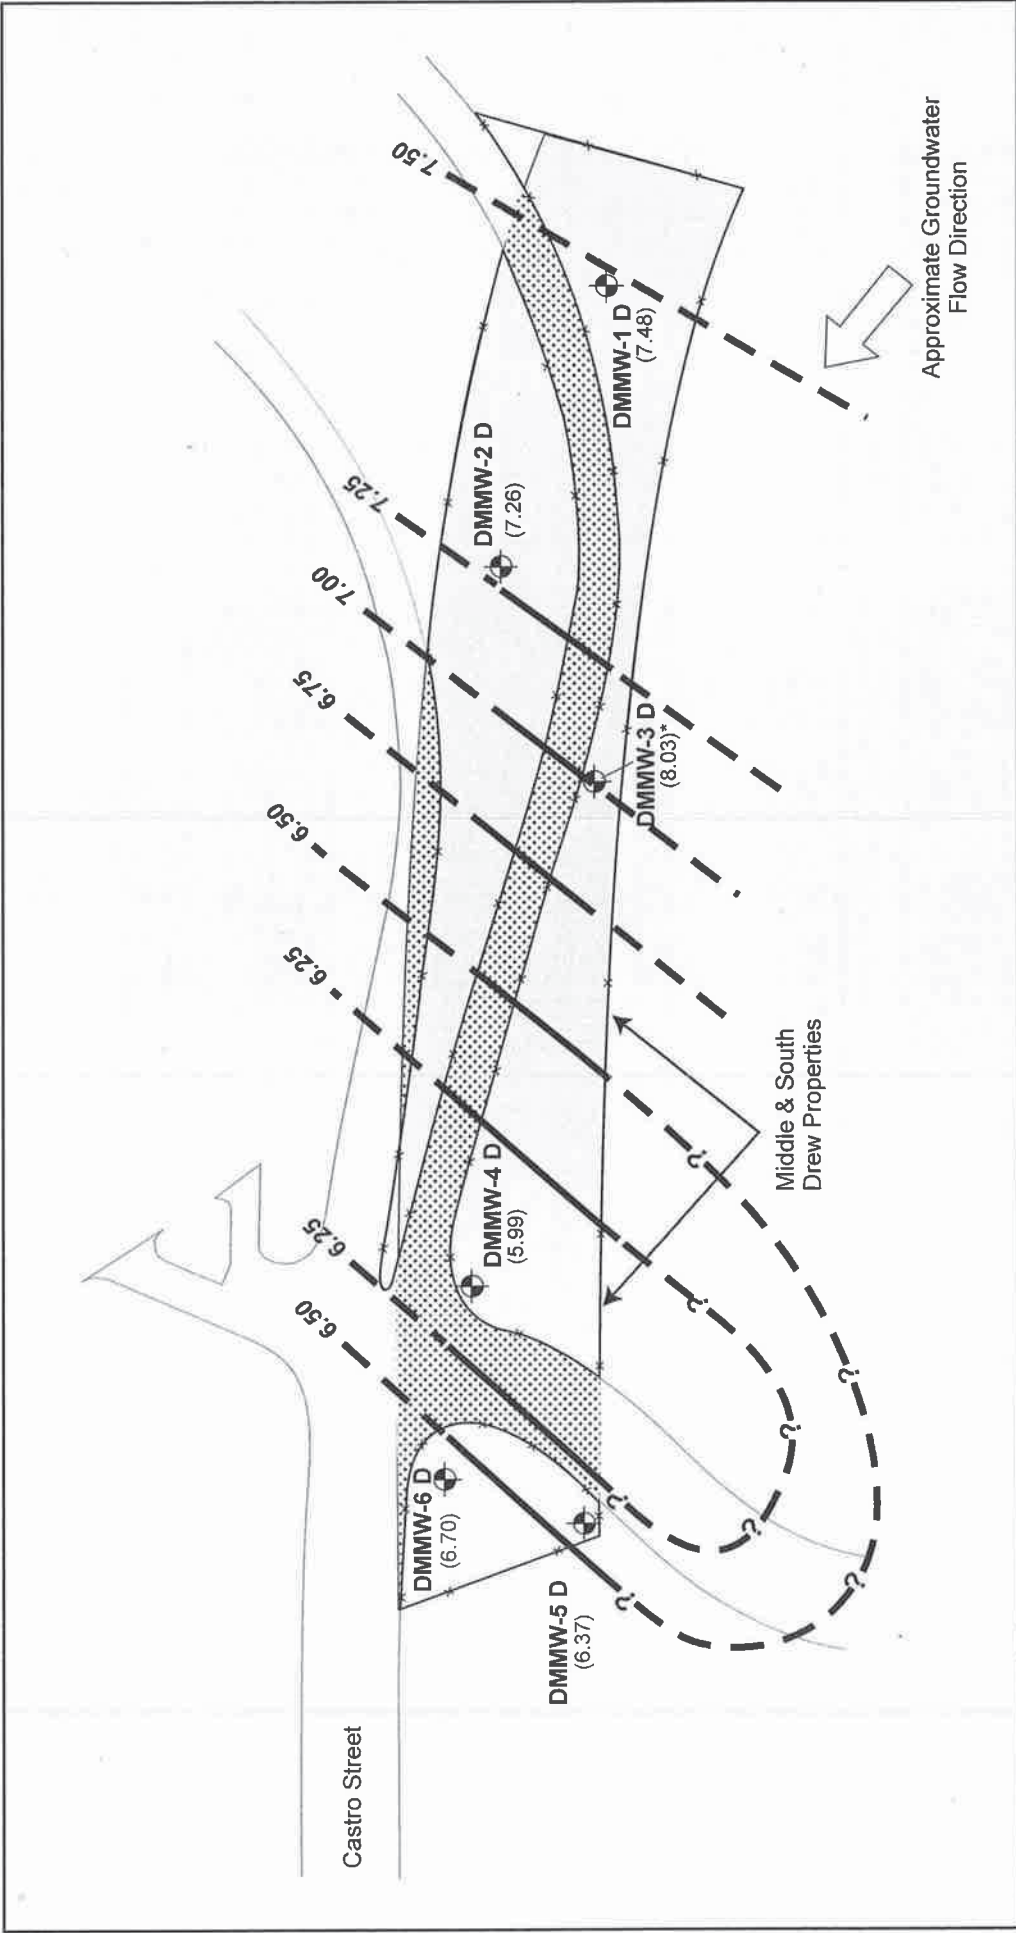 Castro Street
6.50
6.25
6.25
6.50
6.75
7.00
7.25
7.50
DMMW-6 D
(6.70)
DMMW-5 D
(6.37)
DMMW-4 D
(5.99)
DMMW-3 D
(8.03)*
DMMW-2 D
(7.26)
DMMW-1 D
(7.48)
?
?
?
?
?
?
?
?
Middle & South
Drew Properties
Approximate Groundwater
Flow Direction